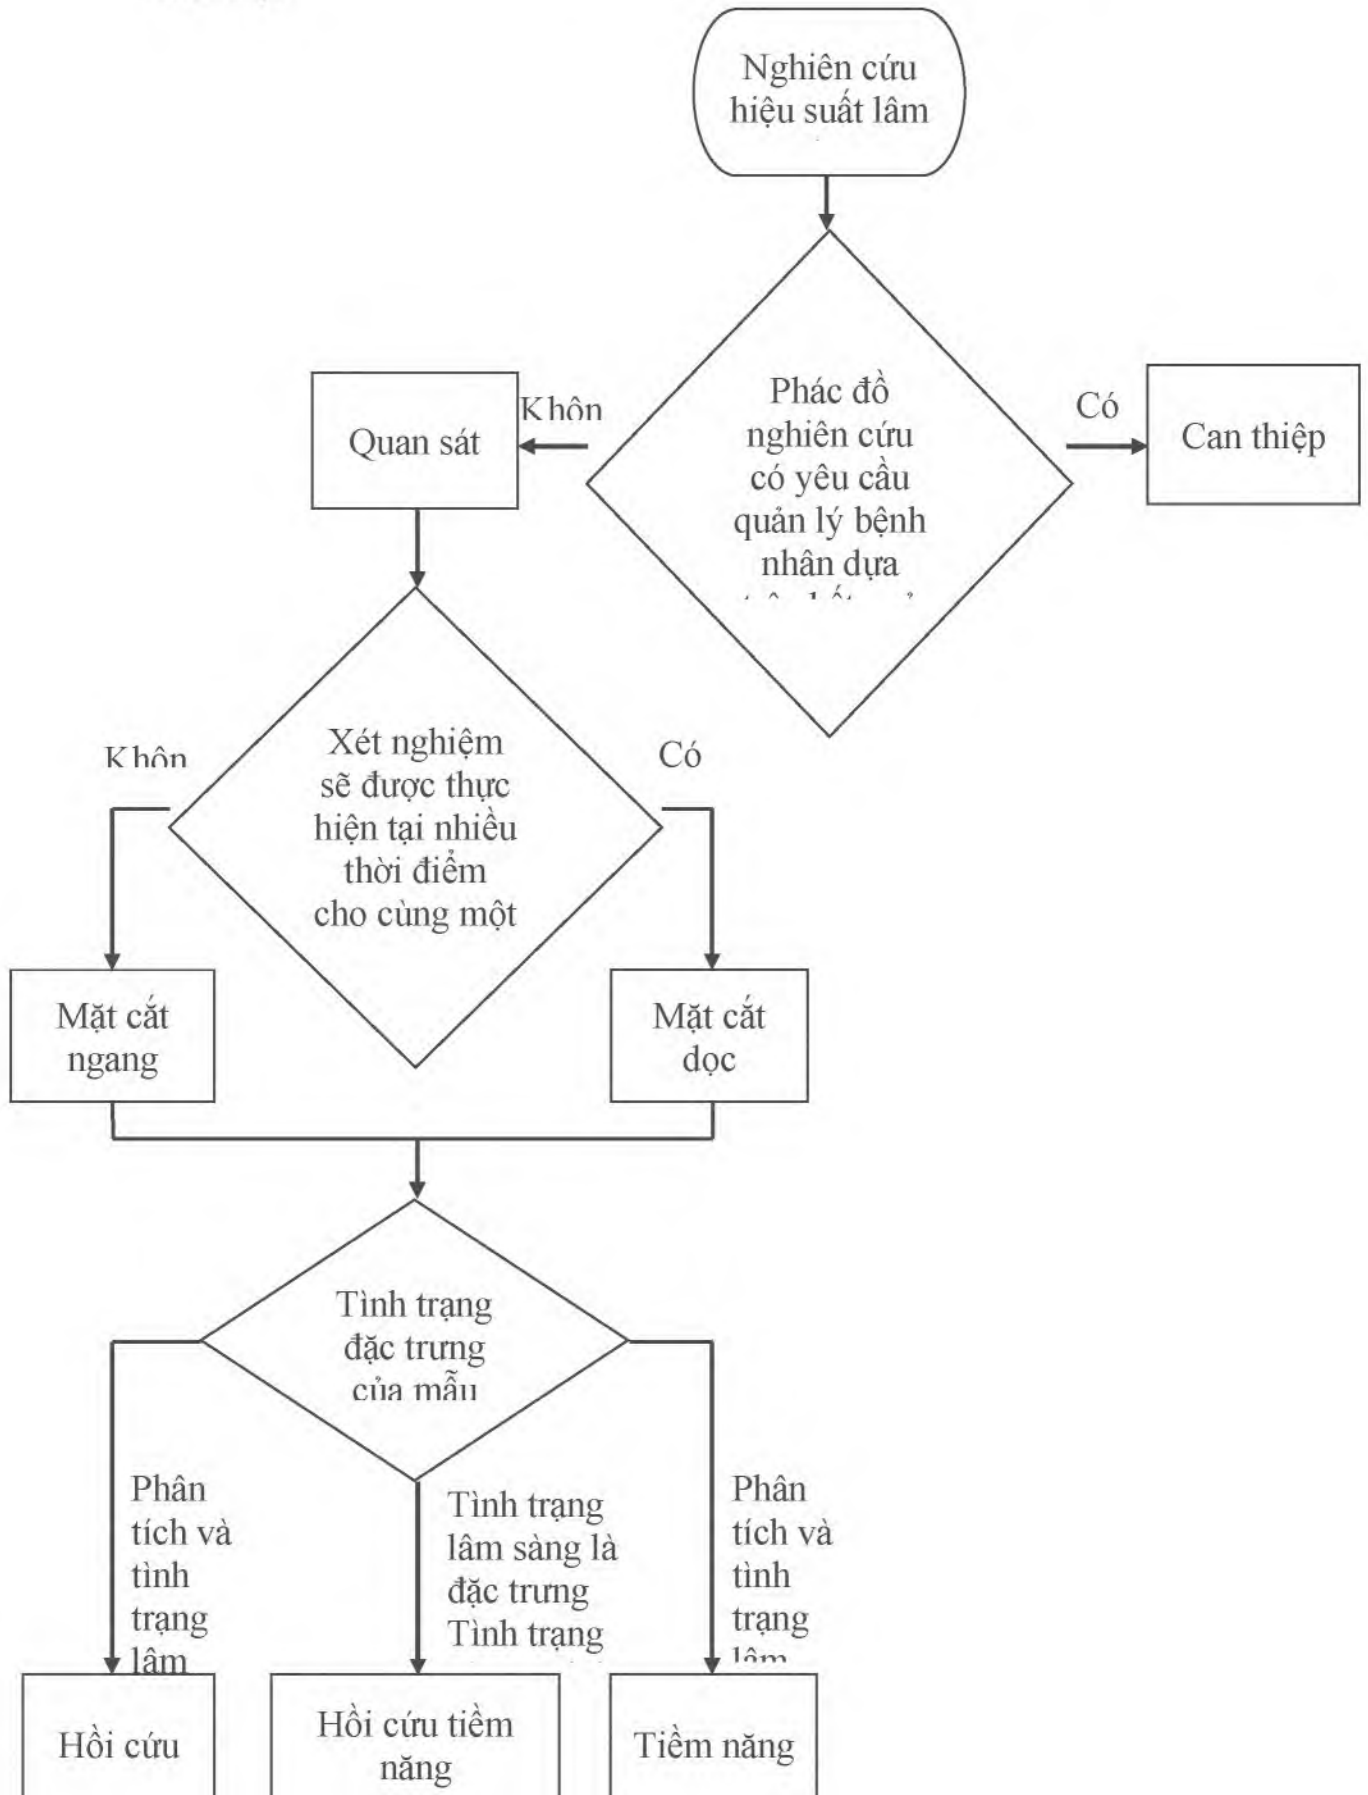 Nghiên cứu
hiệu suất lâm
Phác đồ
nghiên cứu
có yêu cầu
quản lý bệnh
nhân dựa
Có
Can thiệp
Khôn
Quan sát
Xét nghiệm
sẽ được thực
hiện tại nhiều
thời điểm
cho cùng một
Khôn
Có
Mặt cắt
ngang
Mặt cắt
dọc
Tình trạng
đặc trưng
của mẫu
Phân
tích và
tình
trạng
lâm
Tình trạng
lâm sàng là
đặc trưng
Tình trạng
Phân
tích và
tình
trạng
lâm
Hồi cứu
Hồi cứu tiềm
năng
Tiềm năng